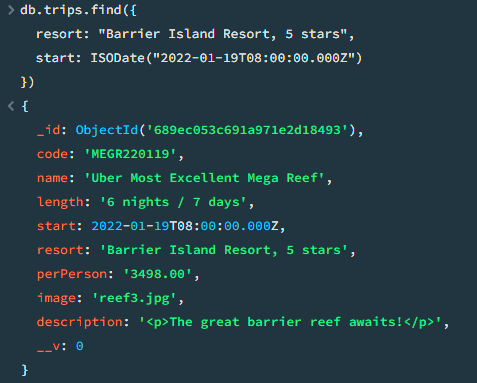 > db.trips.find({
resort: "Barrier Island Resort, 5 stars",
start: ISODate("2022-01-19T08:00:00.000Z")
})
< {
_id: ObjectId('689ec053c691a971e2d18493'),
code: 'MEGR220119',
name: 'Uber Most Excellent Mega Reef',
length: '6 nights / 7 days',
start: 2022-01-19T08:00:00.000Z,
resort: 'Barrier Island Resort, 5 stars',
perPerson: '3498.00',
image: 'reef3.jpg',
description: '<p>The great barrier reef awaits!</p>',
__v: 0
}